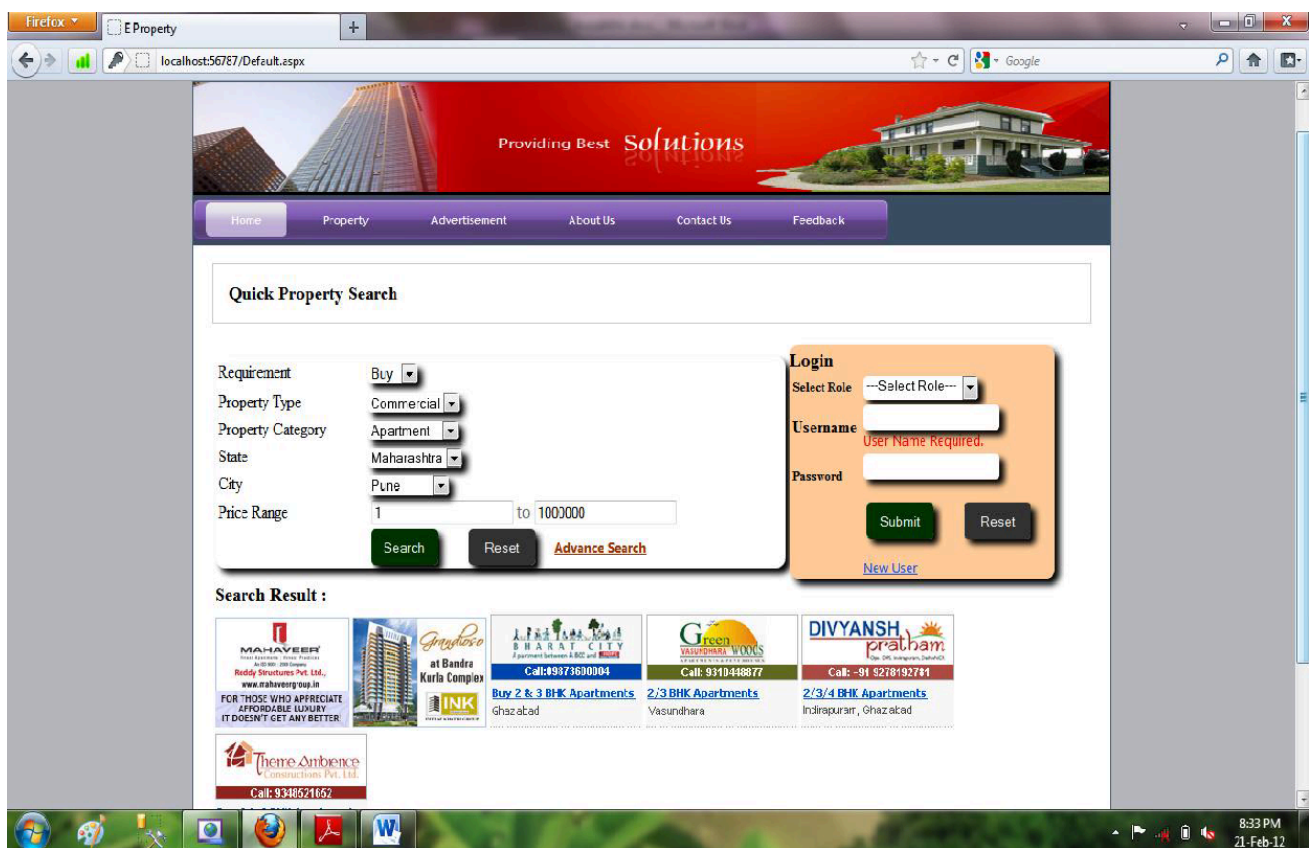 Firefox
E Property
localhost:56787/Default.aspx
Google
Providing Best Solutions
Home Property Advertisement About Us Contact Us Feedback
Quick Property Search
Requirement Buy
Property Type Commercial
Property Category Apartment
State Maharashtra
City Pune
Price Range 1 to 1000000
Search Reset Advance Search
Login
Select Role ---Select Role---
Username
User Name Required.
Password
Submit Reset
New User
Search Result :
MAHAVEER
Reddy Structures Pvt. Ltd.,
www.mahaveergroup.in
FOR THOSE WHO APPRECIATE
AFFORDABLE LUXURY
IT DOESN'T GET ANY BETTER
Grandioso
at Bandra
Kurla Complex
INK
BHARAT CITY
Call:09873600004
Buy 2 & 3 BHK Apartments
Ghaziabad
Green
VASUNDHARA WOODS
Call: 9310448877
2/3 BHK Apartments
Vasundhara
DIVYANSH
pratham
Call: -91 9278192781
2/3/4 BHK Apartments
Indirapuram, Ghaziabad
Theme Ambience
Constructions Pvt. Ltd.
Call: 9348521652
8:33 PM
21-Feb-12